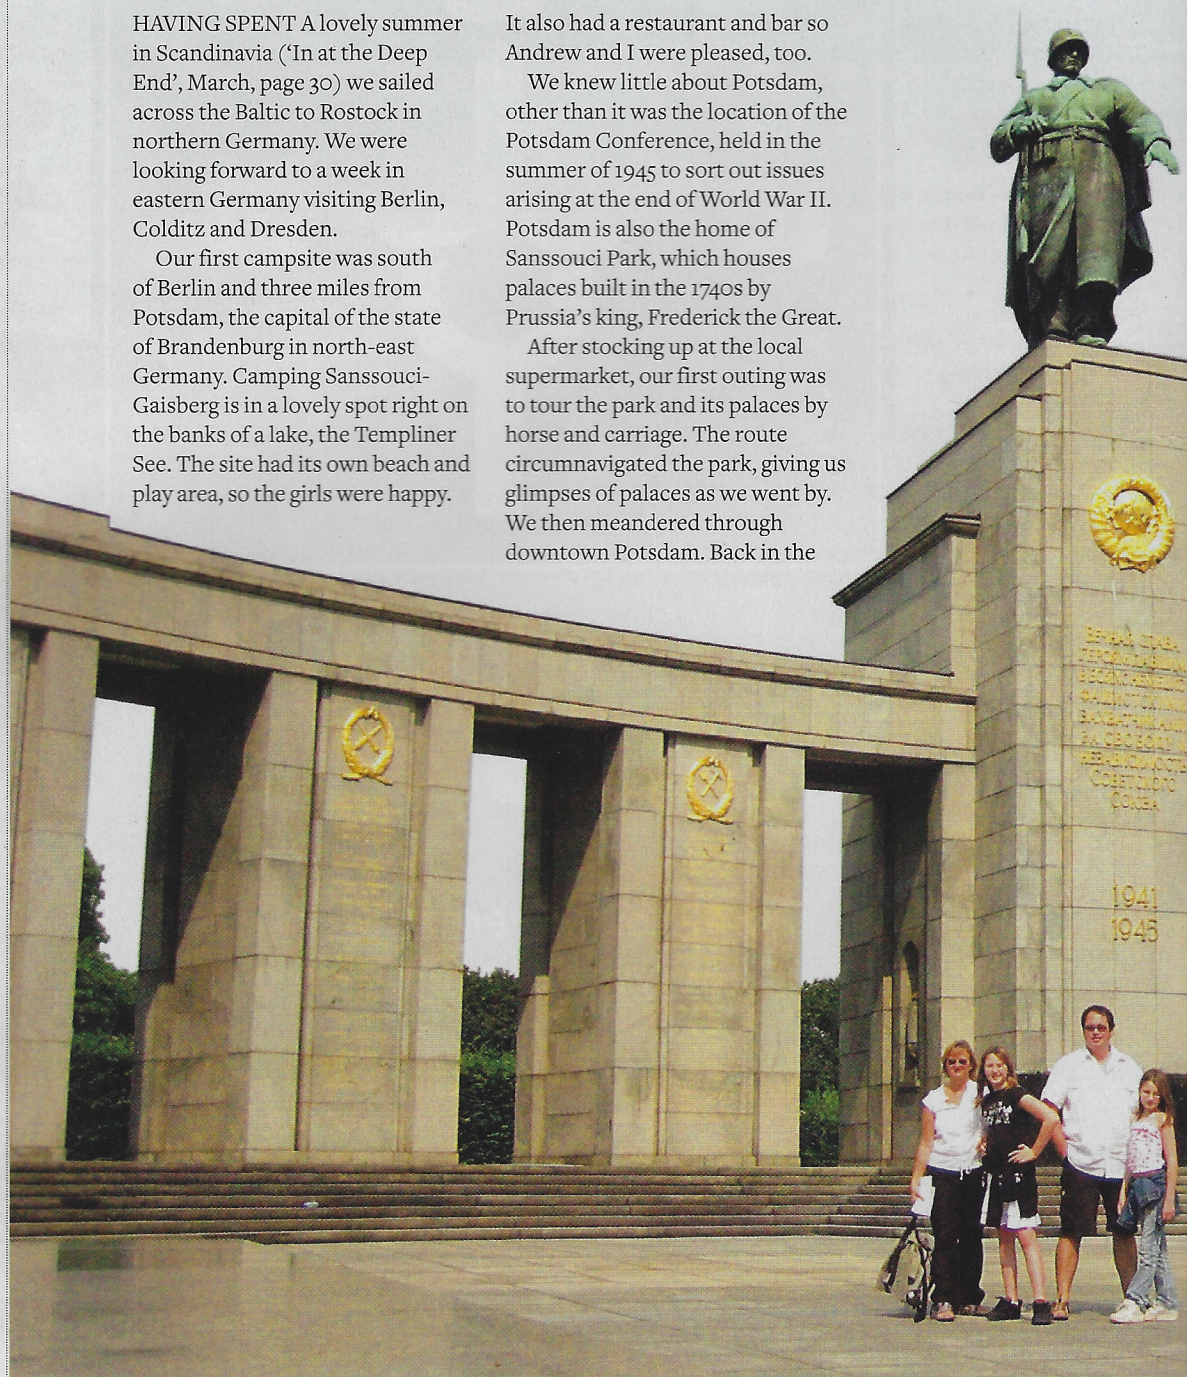 HAVING SPENT A lovely summer
in Scandinavia (‘In at the Deep
End’, March, page 30) we sailed
across the Baltic to Rostock in
northern Germany. We were
looking forward to a week in
eastern Germany visiting Berlin,
Colditz and Dresden.
Our first campsite was south
of Berlin and three miles from
Potsdam, the capital of the state
of Brandenburg in north-east
Germany. Camping Sanssouci-
Gaisberg is in a lovely spot right on
the banks of a lake, the Templiner
See. The site had its own beach and
play area, so the girls were happy.
It also had a restaurant and bar so
Andrew and I were pleased, too.
We knew little about Potsdam,
other than it was the location of the
Potsdam Conference, held in the
summer of 1945 to sort out issues
arising at the end of World War II.
Potsdam is also the home of
Sanssouci Park, which houses
palaces built in the 1740s by
Prussia’s king, Frederick the Great.
After stocking up at the local
supermarket, our first outing was
to tour the park and its palaces by
horse and carriage. The route
circumnavigated the park, giving us
glimpses of palaces as we went by.
We then meandered through
downtown Potsdam. Back in the
ВЕЧНАЯ СЛАВА
ЗА СВОБОДУ И
СОВЕТСКОГО
СОЮЗА
1941
1945